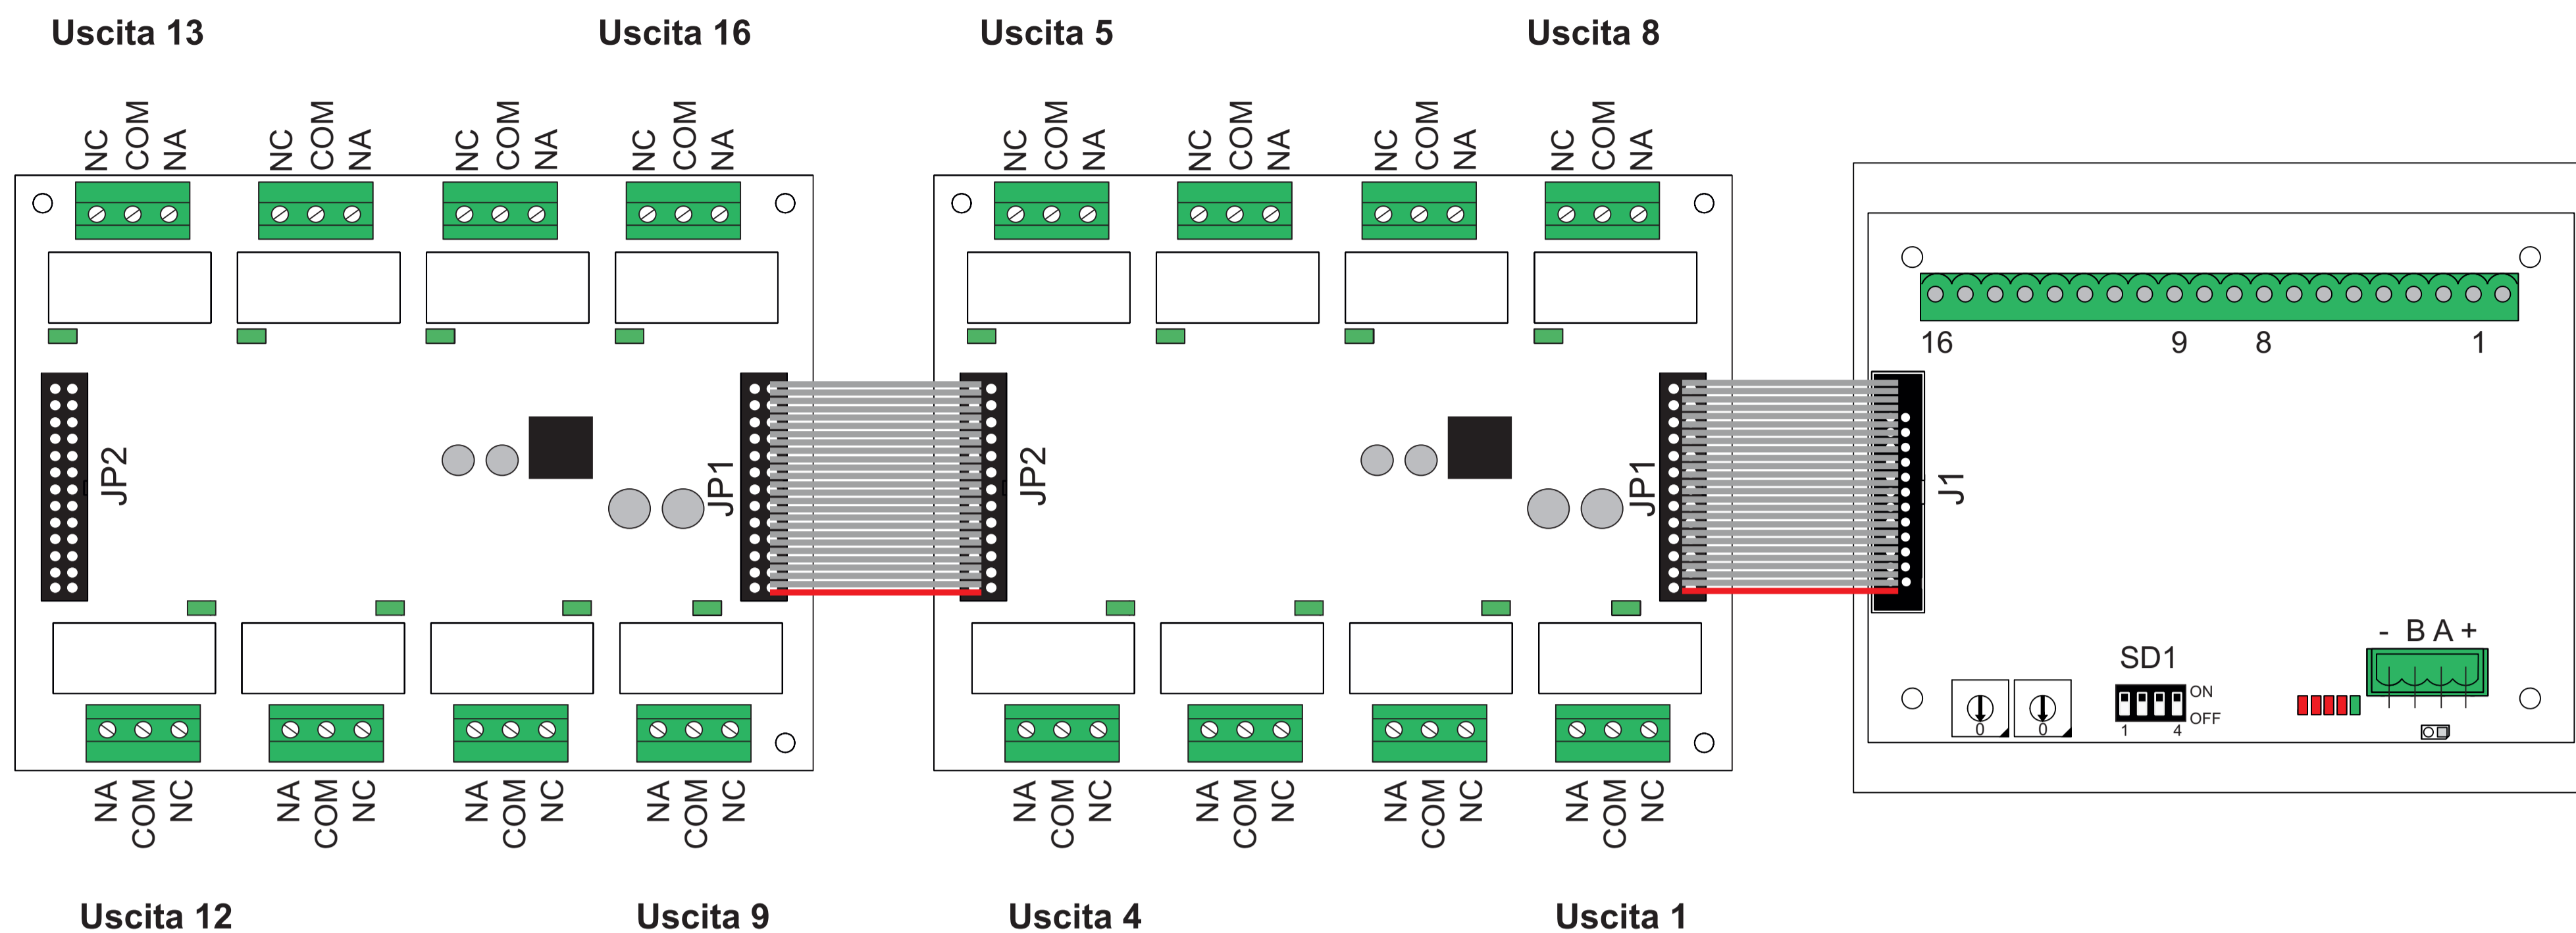 Uscita 13 Uscita 16 Uscita 5 Uscita 8
NC COM NA NC COM NA NC COM NA NC COM NA NC COM NA NC COM NA NC COM NA NC COM NA
16 9 8 1
JP2 JP1 JP2 JP1 J1
- B A +
SD1
ON
OFF
0 0 1 4
NA COM NC NA COM NC NA COM NC NA COM NC NA COM NC NA COM NC NA COM NC NA COM NC
Uscita 12 Uscita 9 Uscita 4 Uscita 1